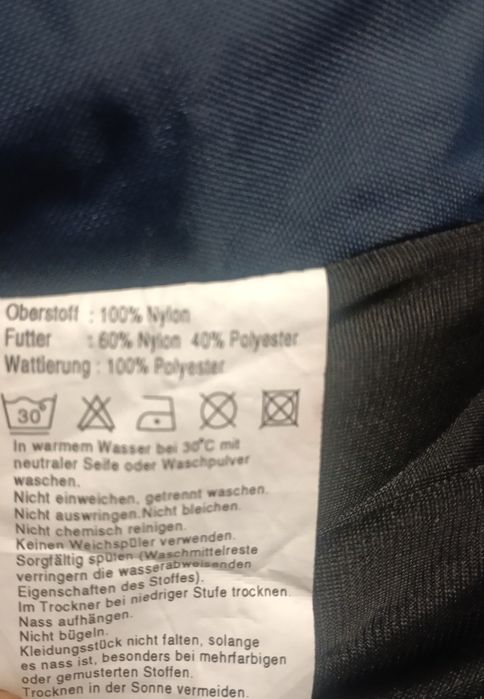 Oberstoff : 100% Nylon
Futter : 60% Nylon 40% Polyester
Wattierung : 100% Polyester
30°
In warmem Wasser bei 30°C mit
neutraler Seife oder Waschpulver
waschen.
Nicht einweichen, getrennt waschen.
Nicht auswringen.Nicht bleichen.
Nicht chemisch reinigen.
Keinen Weichspüler verwenden.
Sorgfältig spülen (Waschmittelreste
verringern die wasserabweisenden
Eigenschaften des Stoffes).
Im Trockner bei niedriger Stufe trocknen.
Nass aufhängen.
Nicht bügeln.
Kleidungsstück nicht falten, solange
es nass ist, besonders bei mehrfarbigen
oder gemusterten Stoffen.
Trocknen in der Sonne vermeiden.